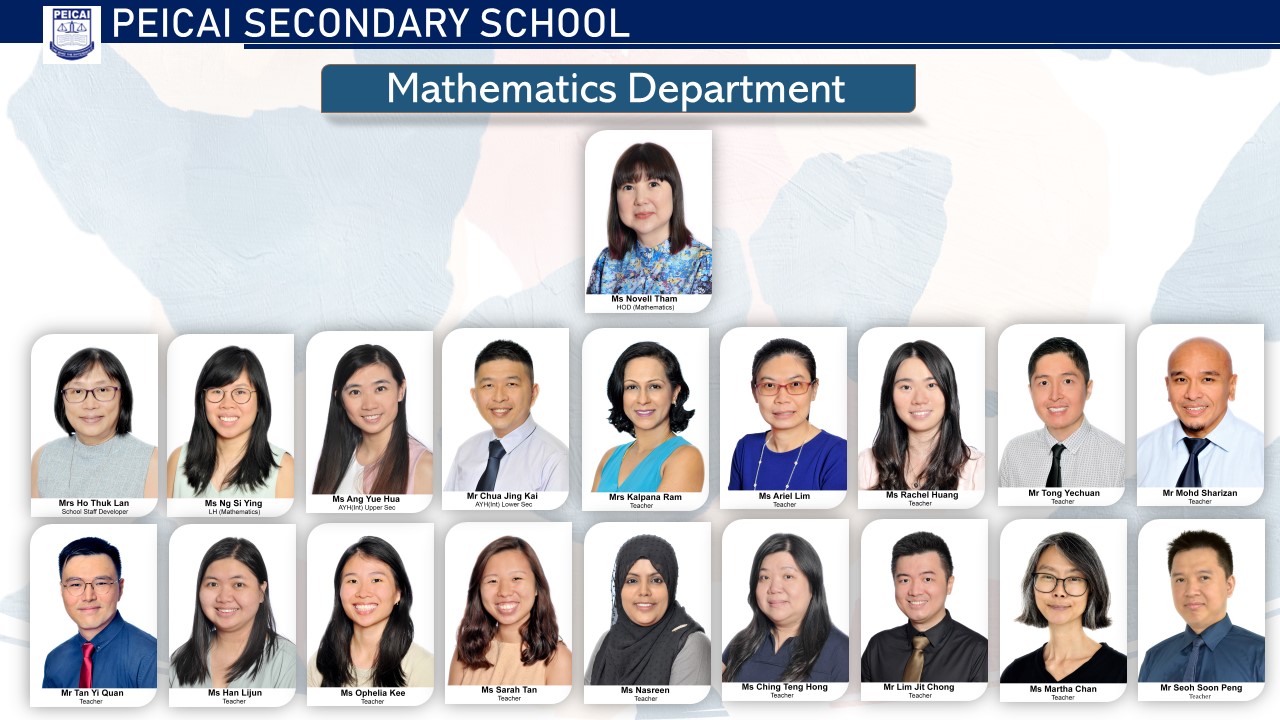 PEICAI
PEICAI SECONDARY SCHOOL
Mathematics Department
Ms Novell Tham
HOD (Mathematics)
Mrs Ho Thuk Lan
School Staff Developer
Ms Ng Si Ying
LH (Mathematics)
Ms Ang Yue Hua
AYH(Int) Upper Sec
Mr Chua Jing Kai
AYH(Int) Lower Sec
Mrs Kalpana Ram
Teacher
Ms Ariel Lim
Teacher
Ms Rachel Huang
Teacher
Mr Tong Yechuan
Teacher
Mr Mohd Sharizan
Teacher
Mr Tan Yi Quan
Teacher
Ms Han Lijun
Teacher
Ms Ophelia Kee
Teacher
Ms Sarah Tan
Teacher
Ms Nasreen
Teacher
Ms Ching Teng Hong
Teacher
Mr Lim Jit Chong
Teacher
Ms Martha Chan
Teacher
Mr Seoh Soon Peng
Teacher